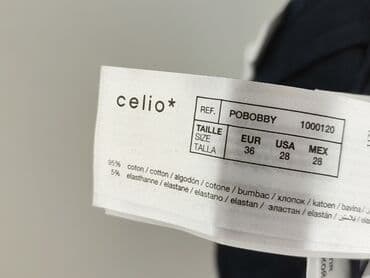 celio*
REF. POBOBBY 1000120
TAILLE SIZE TALLA EUR 36 USA 28 MEX 28
95% coton / cotton / algodón / cotone / bumbac / хлопок / katoen / bavlna /
5% elasthanne / elastane / elastano / elastan / эластан / elastán /